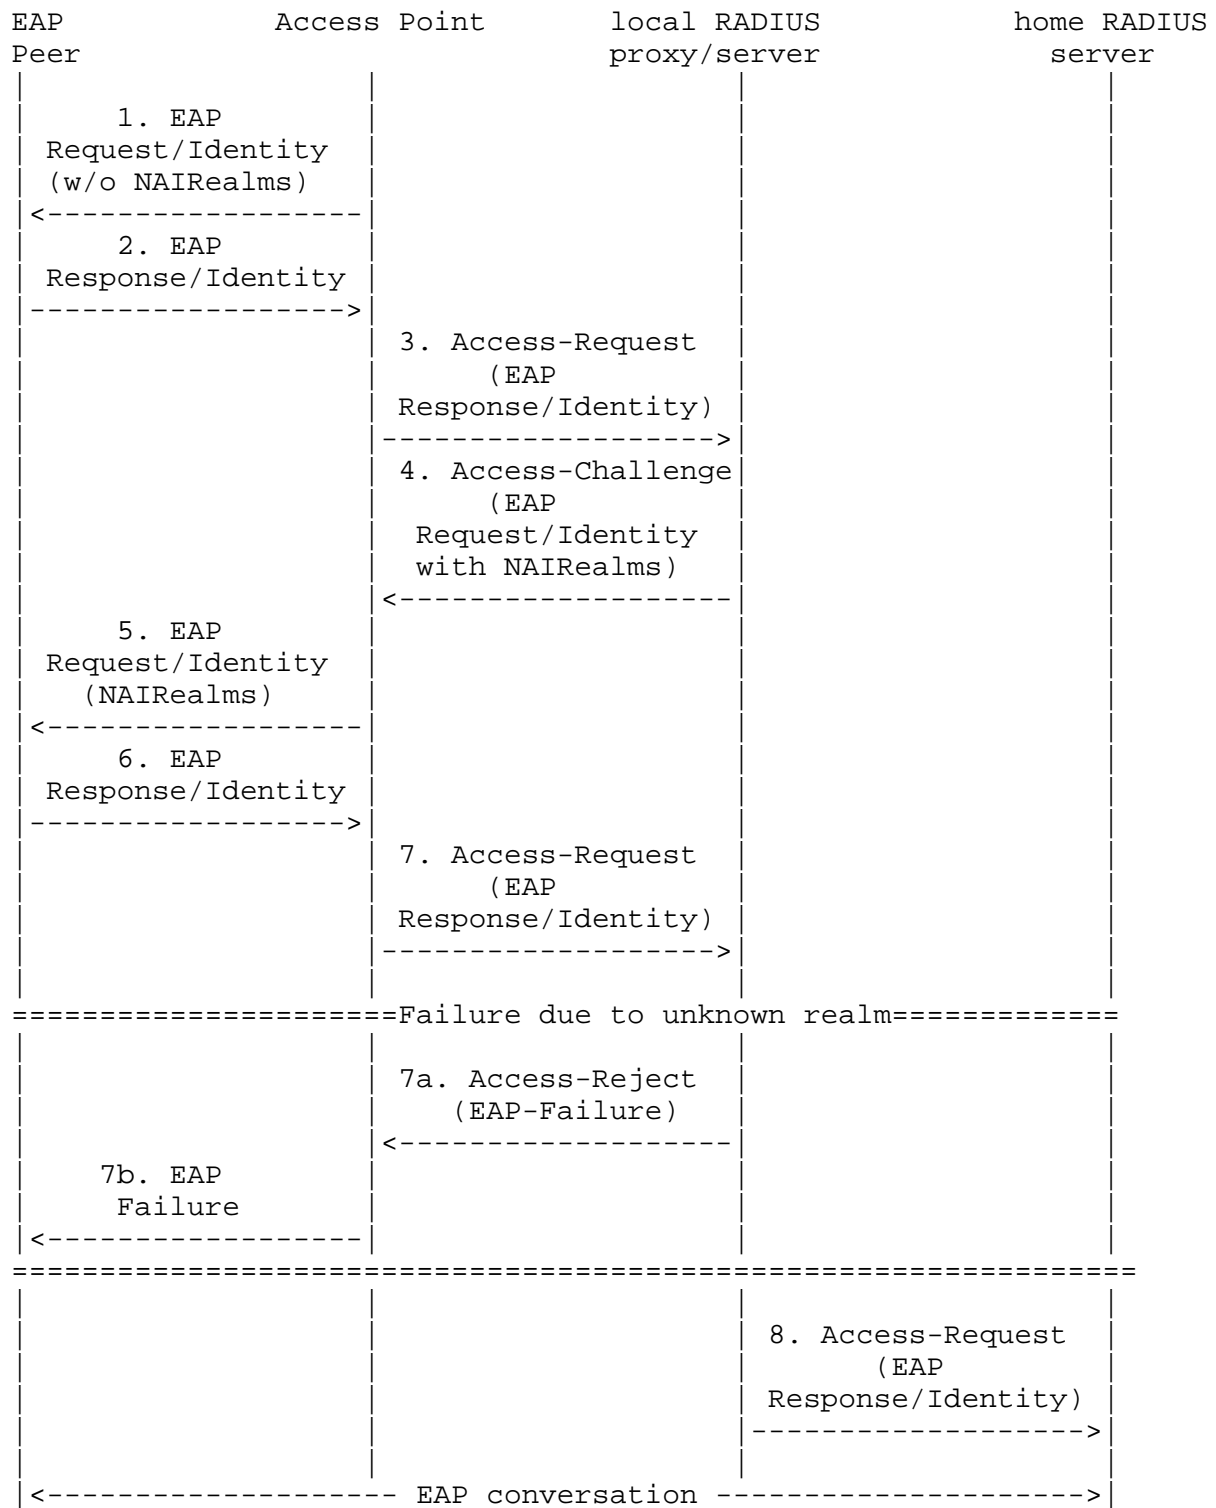 EAP Access Point local RADIUS home RADIUS
Peer proxy/server server
1. EAP
Request/Identity
(w/o NAIRealms)
2. EAP
Response/Identity
3. Access-Request
(EAP
Response/Identity)
4. Access-Challenge
(EAP
Request/Identity
with NAIRealms)
5. EAP
Request/Identity
(NAIRealms)
6. EAP
Response/Identity
7. Access-Request
(EAP
Response/Identity)
Failure due to unknown realm
7a. Access-Reject
(EAP-Failure)
7b. EAP
Failure
8. Access-Request
(EAP
Response/Identity)
EAP conversation